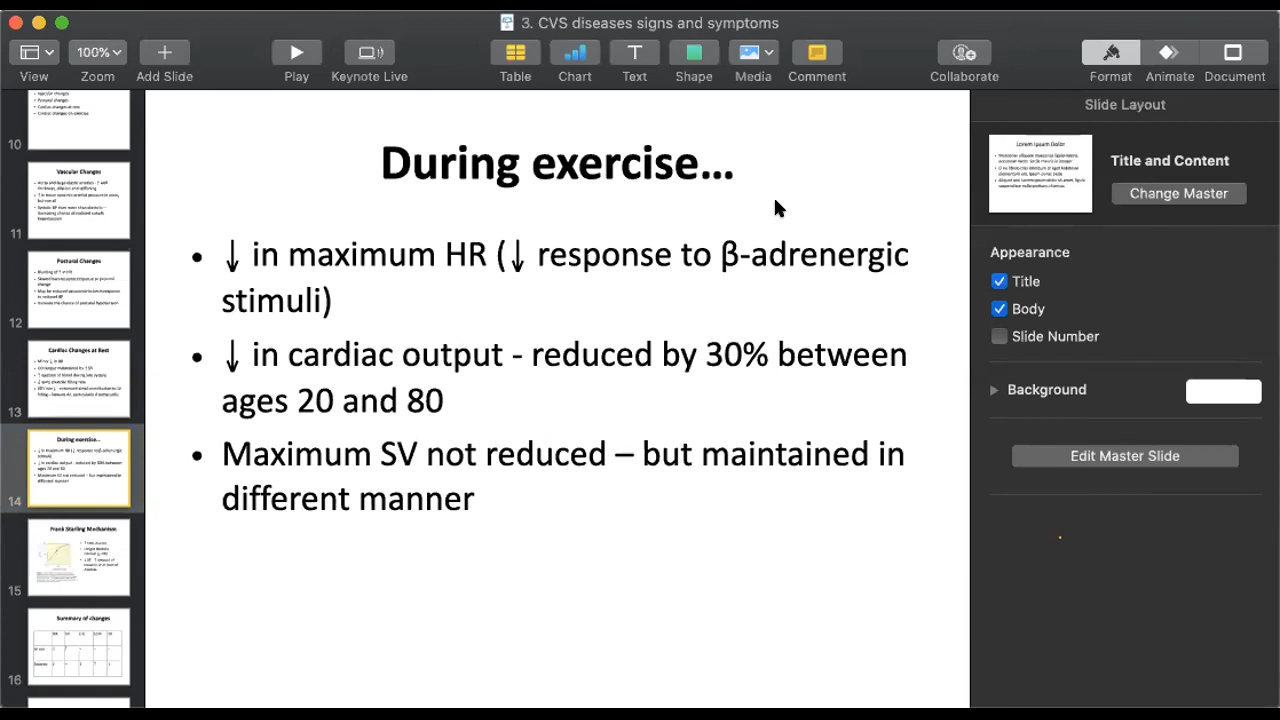 3. CVS diseases signs and symptoms
100%
View
Zoom
Add Slide
Play
Keynote Live
Table
Chart
Text
Shape
Media
Comment
Collaborate
Format
Animate
Document
10
Vascular Changes
11
Postural Changes
12
Cardiac Changes at Rest
13
During exercise...
14
Frank Starling Mechanism
15
Summary of changes
16
During exercise...
• ↓ in maximum HR (↓ response to β-adrenergic
stimuli)
• ↓ in cardiac output - reduced by 30% between
ages 20 and 80
• Maximum SV not reduced – but maintained in
different manner
Slide Layout
Lorem Ipsum Dolor
Title and Content
Change Master
Appearance
Title
Body
Slide Number
Background
Edit Master Slide